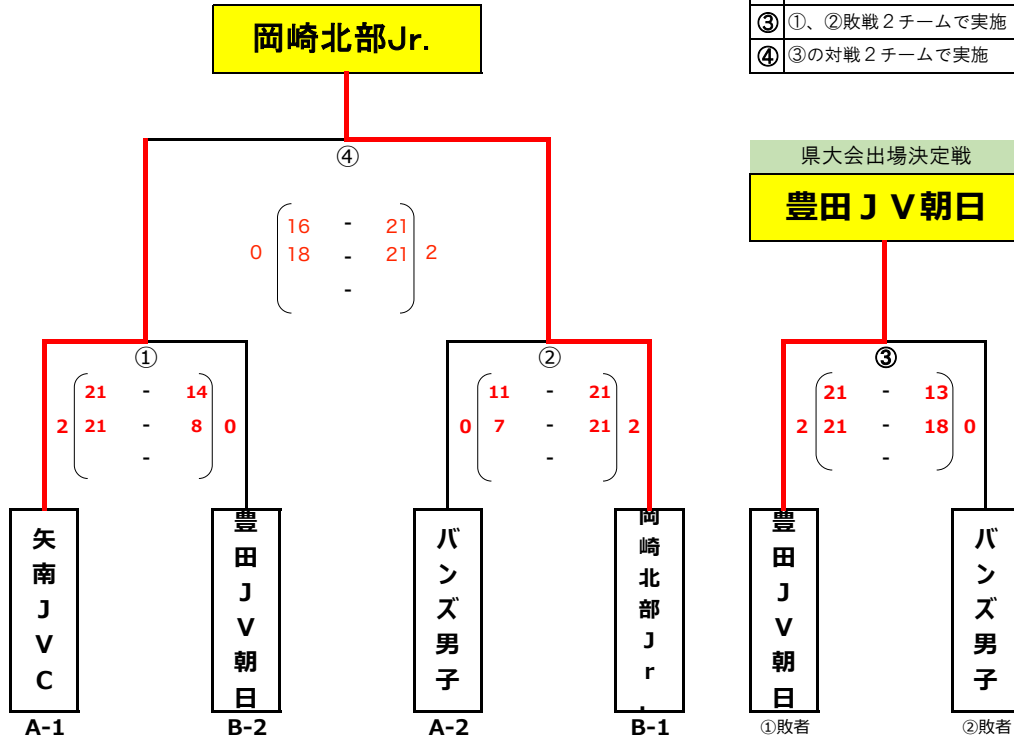 岡崎北部Jr.
③ ①、②敗戦２チームで実施
④ ③の対戦２チームで実施
④
16 - 21
0 18 - 21 2
-
県大会出場決定戦
豊田ＪＶ朝日
①
21 - 14
2 21 - 8 0
-
②
11 - 21
0 7 - 21 2
-
③
21 - 13
2 21 - 18 0
-
矢南JVC
豊田JV朝日
バンズ男子
岡崎北部Jr.
豊田JV朝日
バンズ男子
A-1
B-2
A-2
B-1
①敗者
②敗者